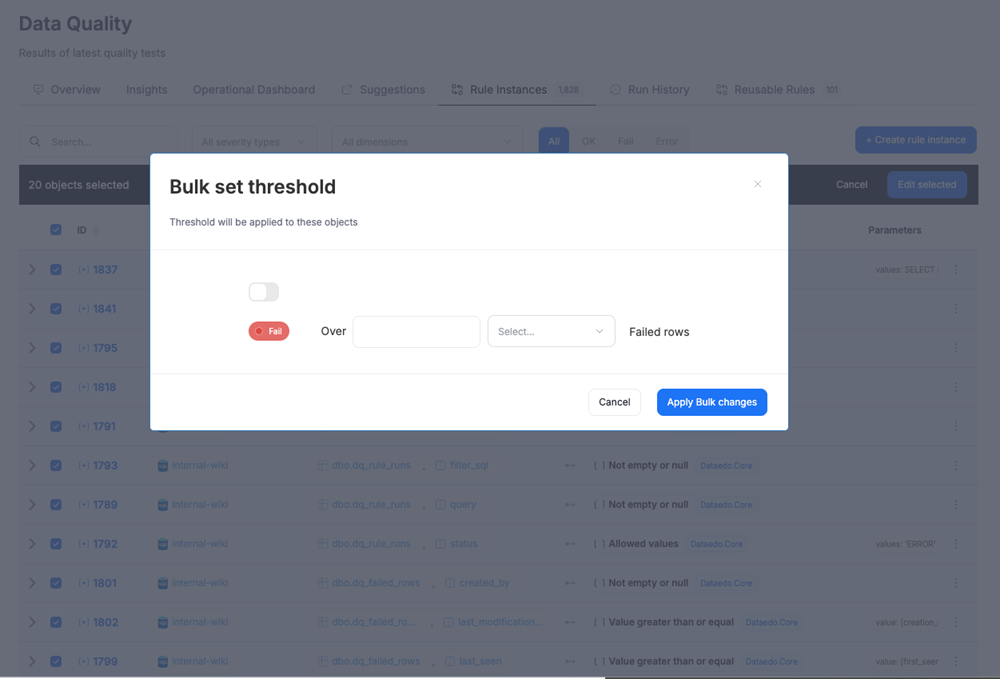 Data Quality
Results of latest quality tests
Overview Insights Operational Dashboard Suggestions Rule Instances 1,828 Run History Reusable Rules 101
Search... All severity types All dimensions All OK Fail Error + Create rule instance
20 objects selected Cancel Edit selected
Bulk set threshold
Threshold will be applied to these objects
Fail Over Select... Failed rows
Cancel Apply Bulk changes
ID Parameters
1837 values: SELECT
1841
1795
1818
1791
1793 internal-wiki dbo.dq_rule_runs . filter_sql ( ) Not empty or null Dataedo.Core
1789 internal-wiki dbo.dq_rule_runs . query ( ) Not empty or null Dataedo.Core
1792 internal-wiki dbo.dq_rule_runs . status ( ) Allowed values Dataedo.Core values: 'ERROR'
1801 internal-wiki dbo.dq_failed_rows . created_by ( ) Not empty or null Dataedo.Core
1802 internal-wiki dbo.dq_failed_ro... . last_modification... ( ) Value greater than or equal Dataedo.Core value: [creation_
1799 internal-wiki dbo.dq_failed_rows . last_seen ( ) Value greater than or equal Dataedo.Core value: [first_seer